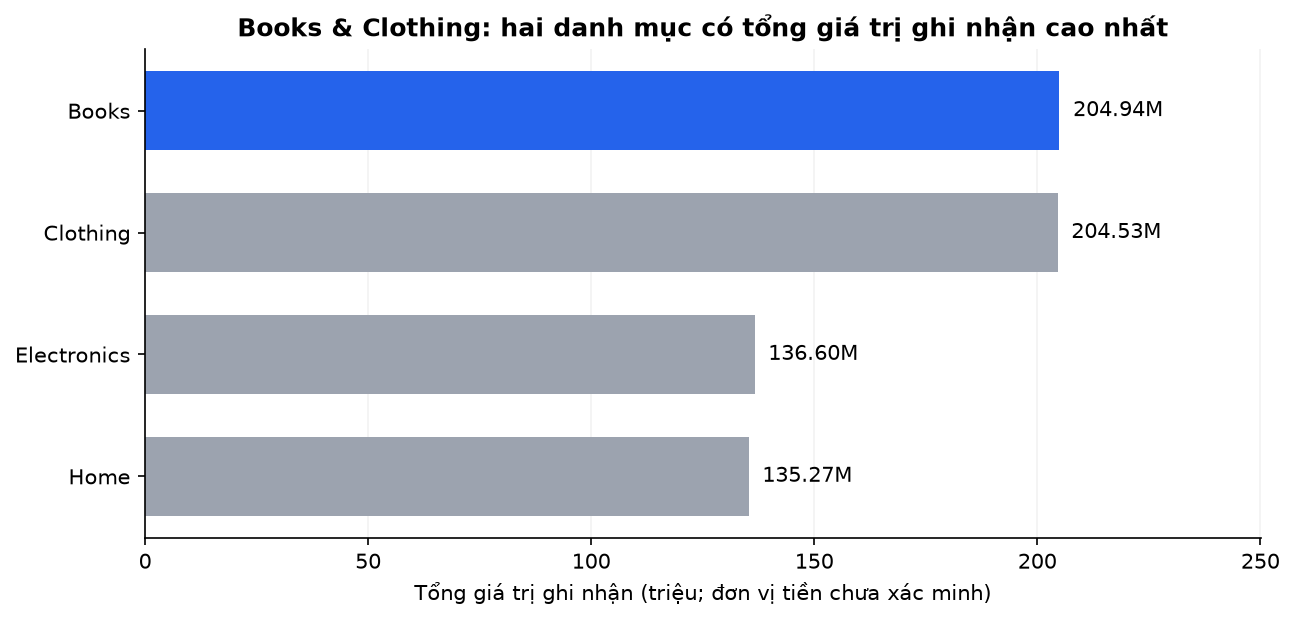 Books & Clothing: hai danh mục có tổng giá trị ghi nhận cao nhất
Books
204.94M
Clothing
204.53M
Electronics
136.60M
Home
135.27M
0 50 100 150 200 250
Tổng giá trị ghi nhận (triệu; đơn vị tiền chưa xác minh)